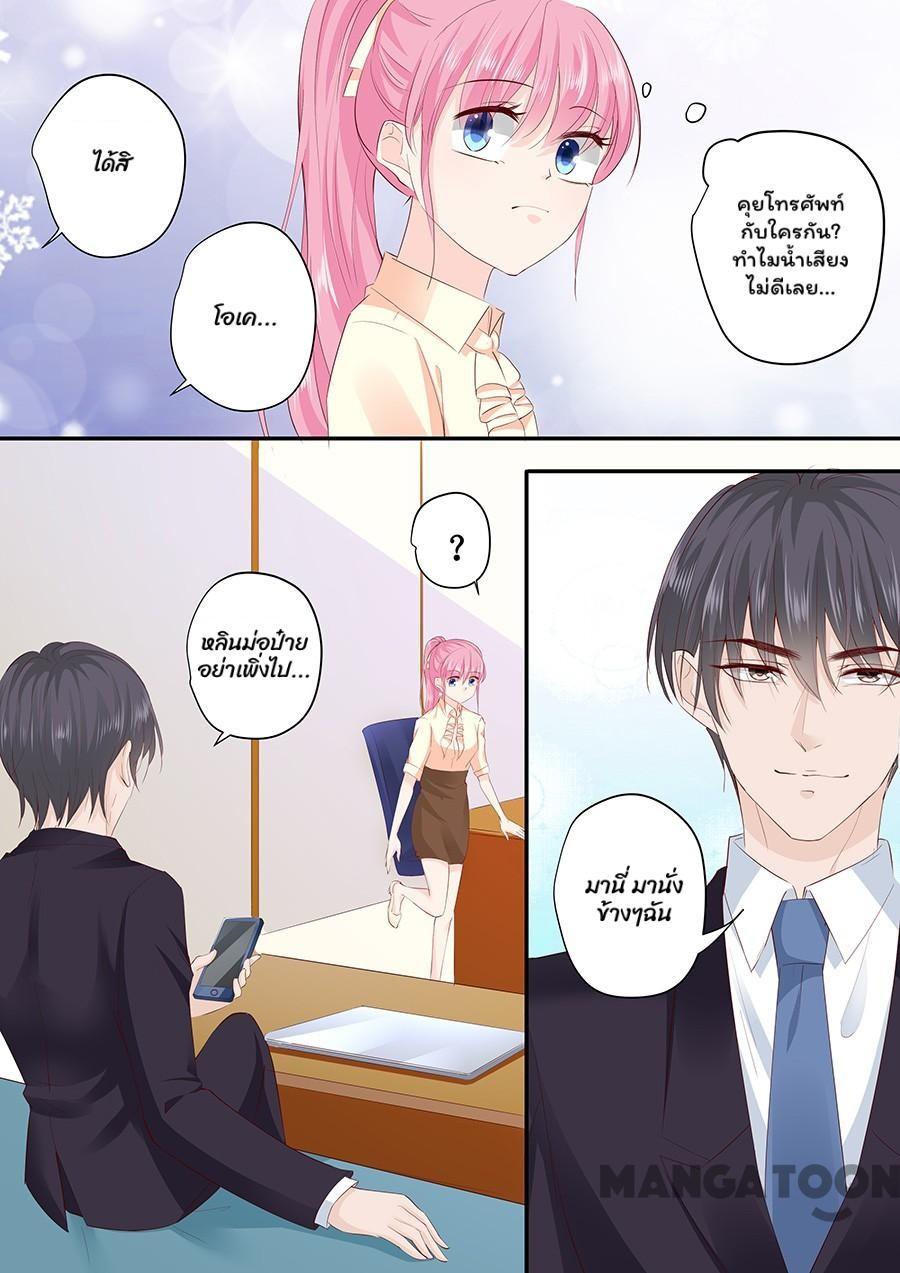 ได้สิ
โอเค...
คุยโทรศัพท์
กับใครกัน?
ทำไมน้ำเสียง
ไม่ดีเลย...
?
หลินม่อป๋าย
อย่าเพิ่งไป...
มานี่ มานั่ง
ข้างๆฉัน
MANGATOON